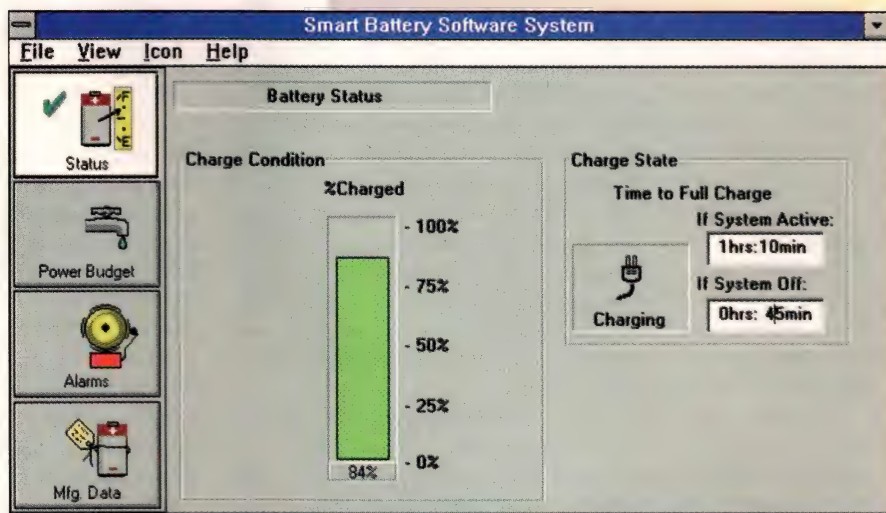 Smart Battery Software System
File View Icon Help
Status
Power Budget
Alarms
Mfg. Data
Battery Status
Charge Condition
%Charged
- 100%
- 75%
- 50%
- 25%
- 0%
84%
Charge State
Time to Full Charge
If System Active:
1hrs:10min
If System Off:
0hrs: 45min
Charging